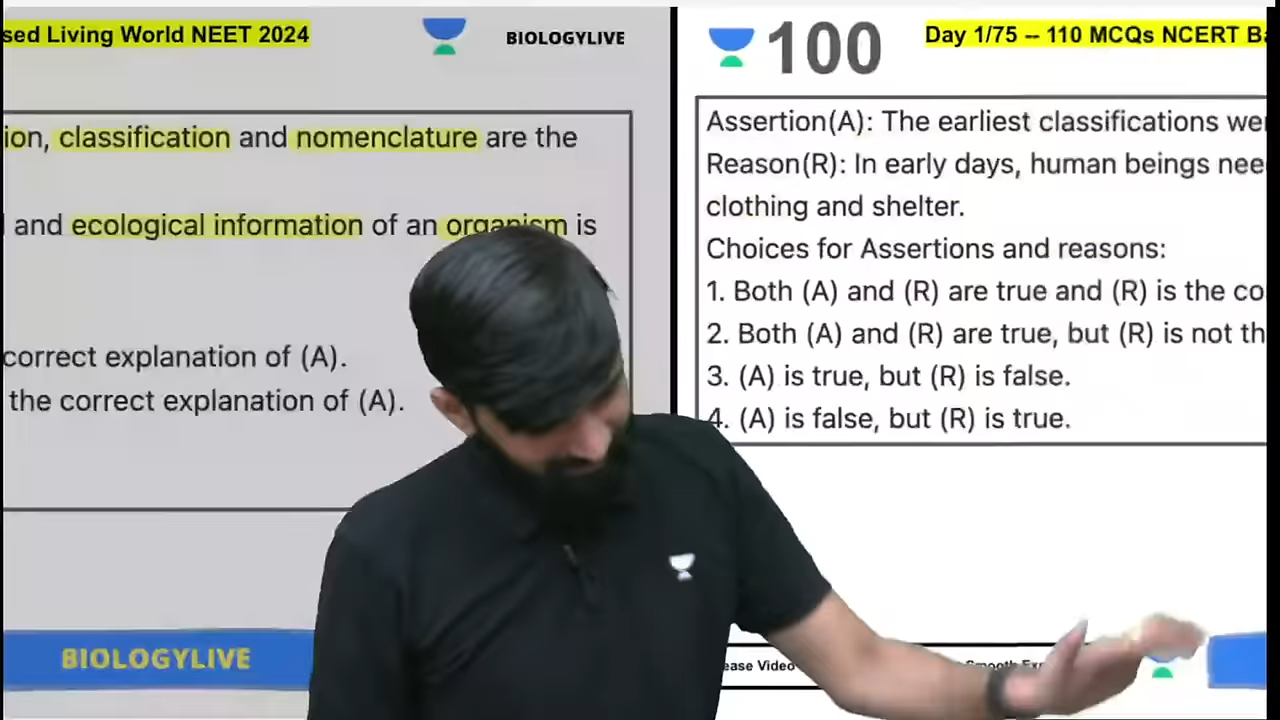 sed Living World NEET 2024
BIOLOGYLIVE
ion, classification and nomenclature are the
and ecological information of an organism is
correct explanation of (A).
the correct explanation of (A).
BIOLOGYLIVE
100
Day 1/75 – 110 MCQs NCERT Ba
Assertion(A): The earliest classifications we
Reason(R): In early days, human beings nee
clothing and shelter.
Choices for Assertions and reasons:
1. Both (A) and (R) are true and (R) is the co
2. Both (A) and (R) are true, but (R) is not th
3. (A) is true, but (R) is false.
4. (A) is false, but (R) is true.
ease Video
Smooth